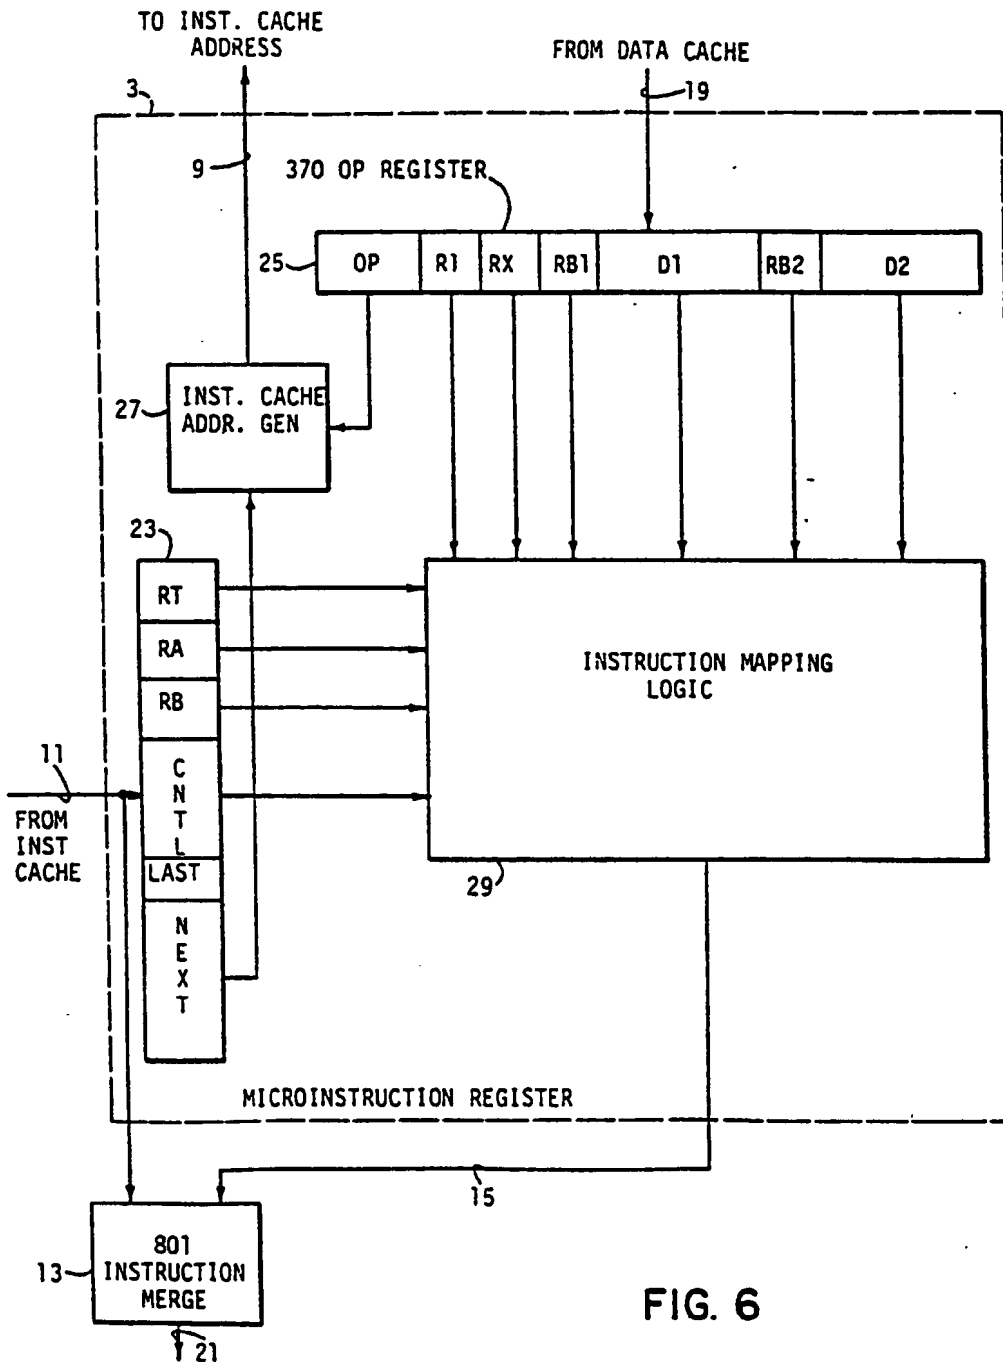 TO INST. CACHE
ADDRESS
FROM DATA CACHE
3
19
9
370 OP REGISTER
25
OP
R1
RX
RB1
D1
RB2
D2
27
INST. CACHE
ADDR. GEN
23
RT
RA
RB
CNTL
LAST
NEXT
INSTRUCTION MAPPING
LOGIC
11
FROM
INST
CACHE
29
MICROINSTRUCTION REGISTER
15
13
801
INSTRUCTION
MERGE
21
FIG. 6